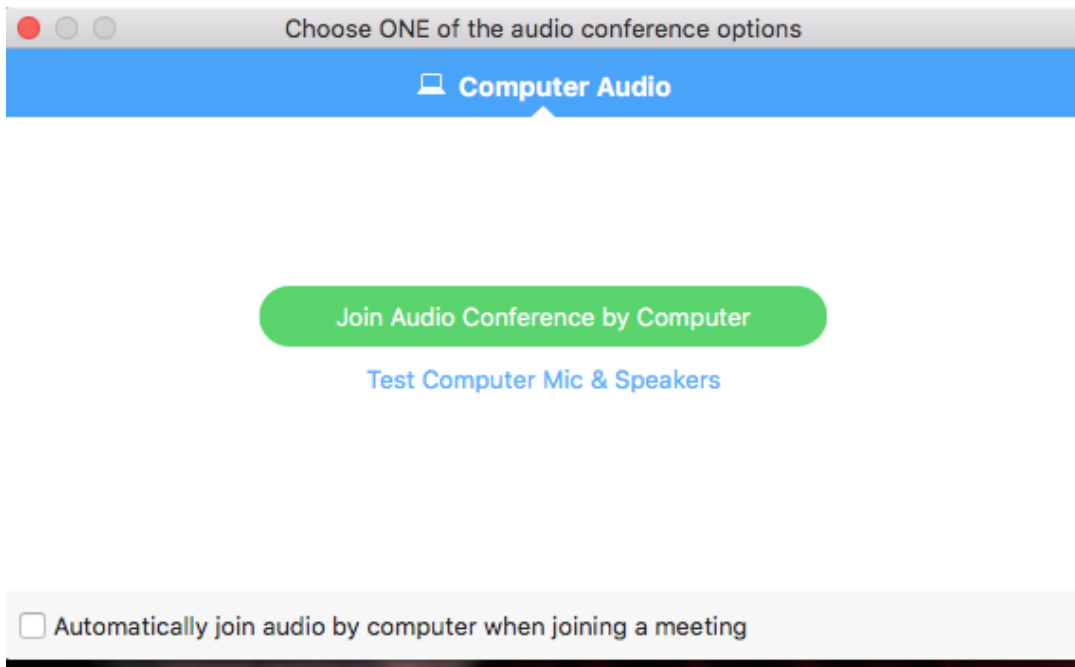 Choose ONE of the audio conference options
Computer Audio
Join Audio Conference by Computer
Test Computer Mic & Speakers
Automatically join audio by computer when joining a meeting